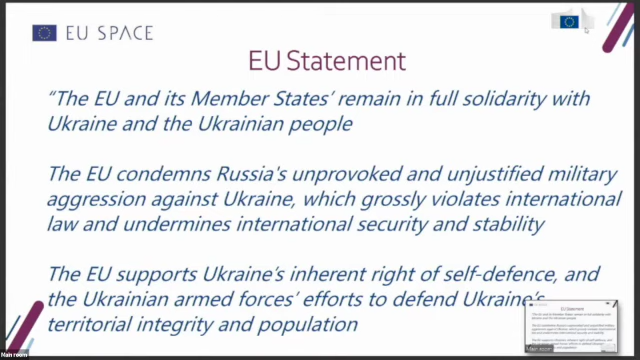 EU SPACE
EU Statement
“The EU and its Member States’ remain in full solidarity with
Ukraine and the Ukrainian people
The EU condemns Russia's unprovoked and unjustified military
aggression against Ukraine, which grossly violates international
law and undermines international security and stability
The EU supports Ukraine’s inherent right of self-defence, and
the Ukrainian armed forces’ efforts to defend Ukraine’s
territorial integrity and population
EU Statement
Main room
Main room